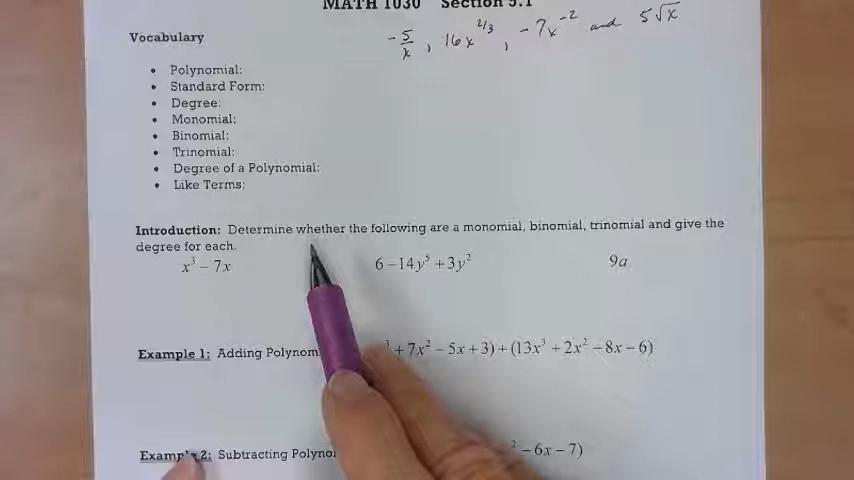 MATH 1030 Section 5.1
Vocabulary
-5/x , 16x^2/3 , -7x^-2 and 5√x
• Polynomial:
• Standard Form:
• Degree:
• Monomial:
• Binomial:
• Trinomial:
• Degree of a Polynomial:
• Like Terms:
Introduction: Determine whether the following are a monomial, binomial, trinomial and give the
degree for each.
x³ − 7x 6 − 14y⁵ + 3y² 9a
Example 1: Adding Polynom + 7x² − 5x + 3) + (13x³ + 2x² − 8x − 6)
Example 2: Subtracting Polyno − 6x − 7)